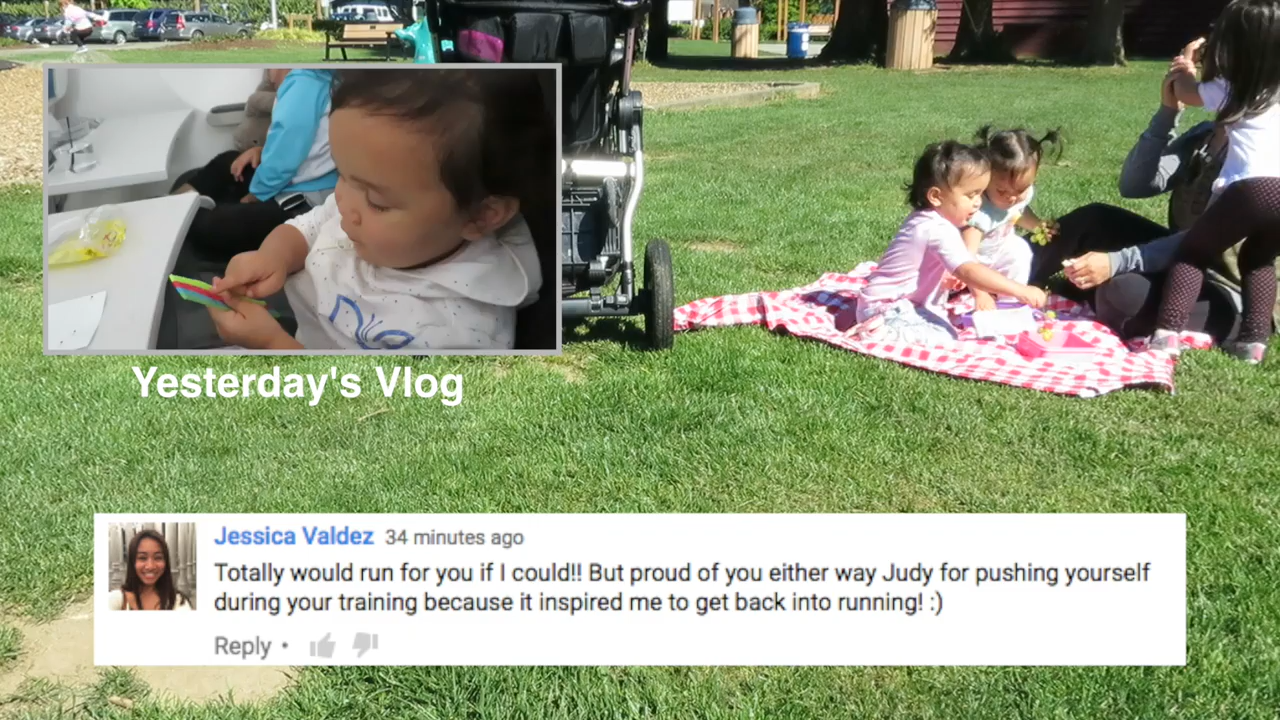 Yesterday's Vlog
Jessica Valdez 34 minutes ago
Totally would run for you if I could!! But proud of you either way Judy for pushing yourself
during your training because it inspired me to get back into running! :)
Reply •